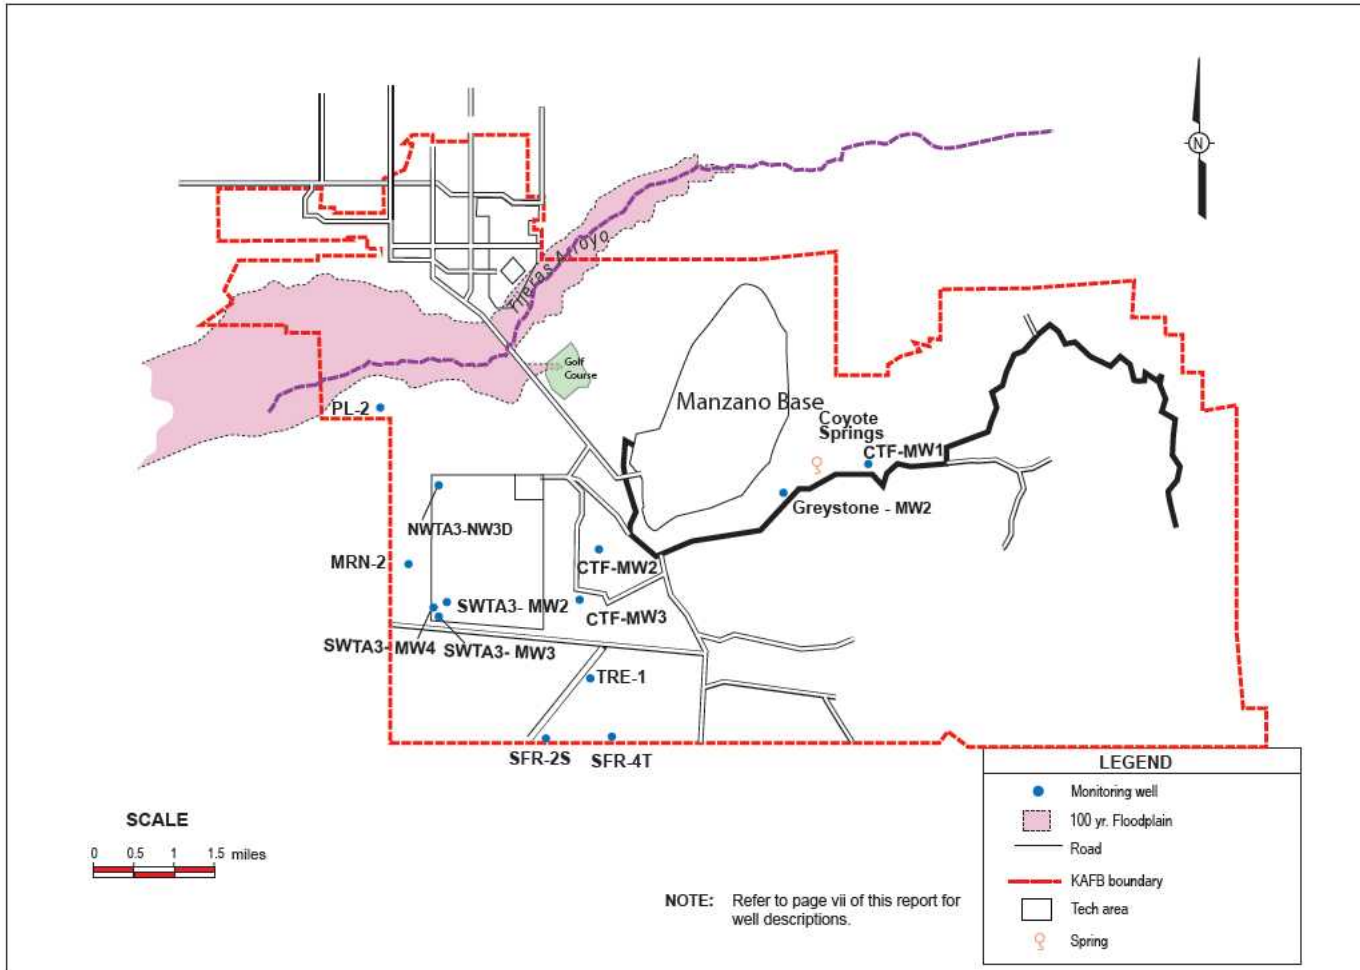 N
Tijeras Arroyo
Golf
Course
Manzano Base
PL-2
Coyote
Springs
CTF-MW1
Greystone - MW2
NWTA3-NW3D
MRN-2
CTF-MW2
SWTA3- MW2
CTF-MW3
SWTA3- MW4
SWTA3- MW3
TRE-1
SFR-2S
SFR-4T
LEGEND
Monitoring well
100 yr. Floodplain
Road
KAFB boundary
Tech area
Spring
SCALE
0 0.5 1 1.5 miles
NOTE: Refer to page vii of this report for
well descriptions.